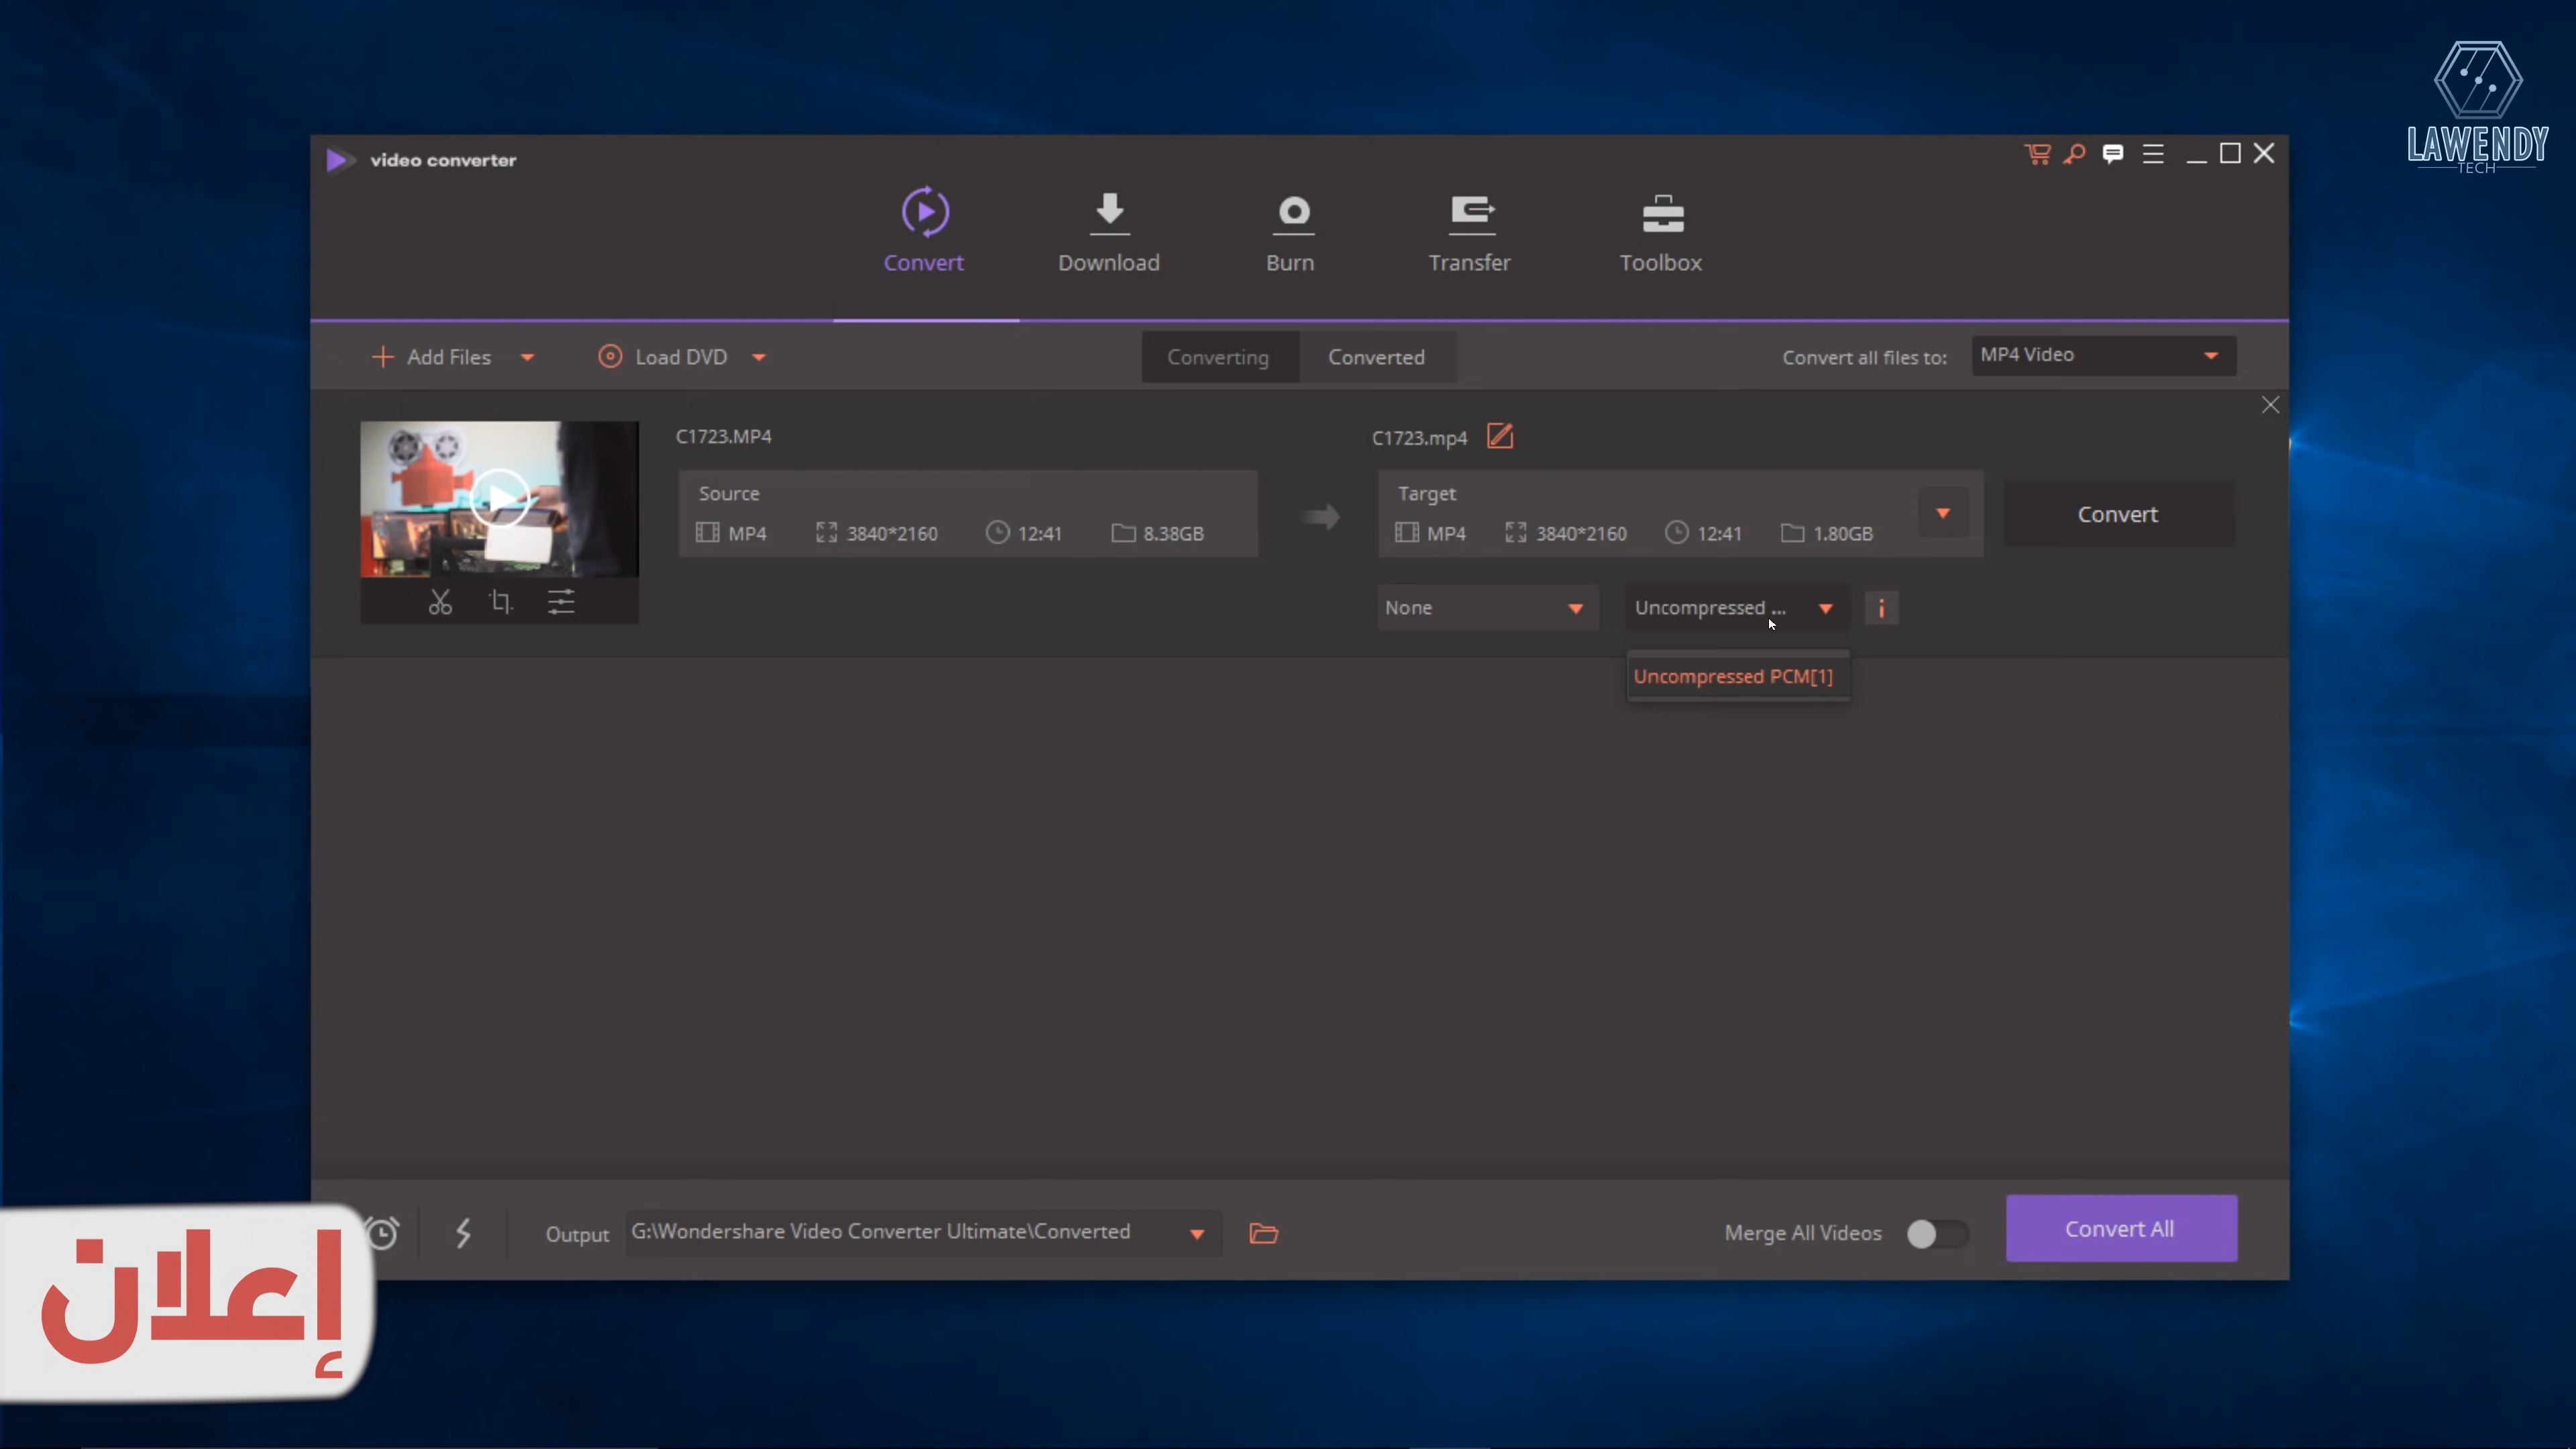 LAWENDY
TECH
video converter
Convert
Download
Burn
Transfer
Toolbox
Add Files
Load DVD
Converting
Converted
Convert all files to:
MP4 Video
C1723.MP4
C1723.mp4
Source
MP4
3840*2160
12:41
8.38GB
Target
MP4
3840*2160
12:41
1.80GB
Convert
None
Uncompressed ...
i
Uncompressed PCM[1]
Output
G:\Wondershare Video Converter Ultimate\Converted
Merge All Videos
Convert All
إعلان